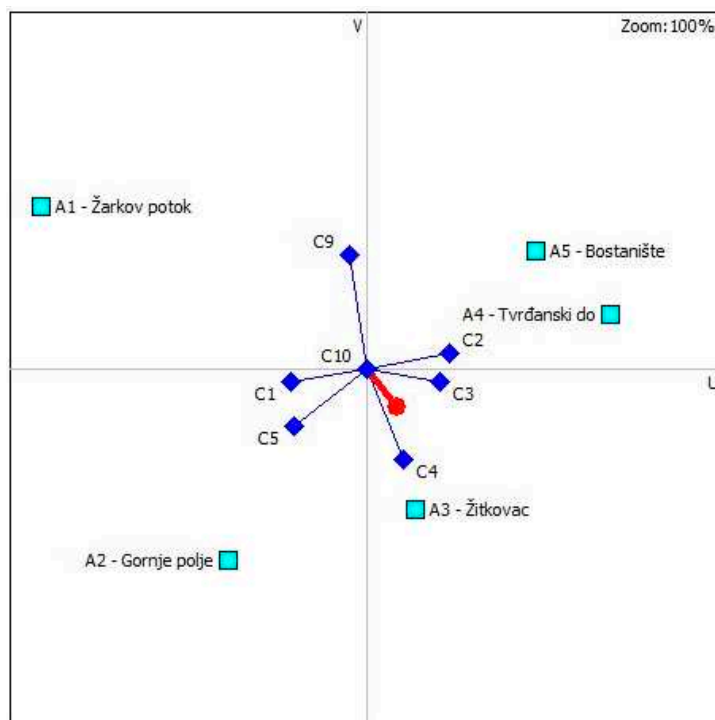 V
Zoom:100%
A1 - Žarkov potok
C9
A5 - Bostanište
A4 - Tvrđanski do
C2
C10
U
C1
C3
C5
C4
A3 - Žitkovac
A2 - Gornje polje